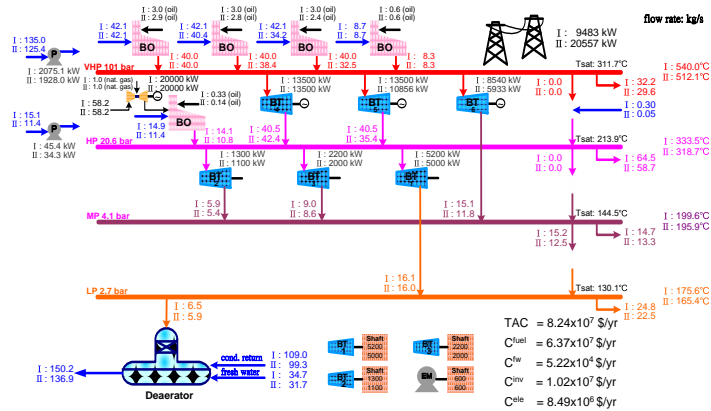 flow rate: kg/s
I : 3.0 (oil)
II : 2.9 (oil)
I : 3.0 (oil)
II : 2.8 (oil)
I : 3.0 (oil)
II : 2.4 (oil)
I : 0.6 (oil)
II : 0.6 (oil)
I : 135.0
II : 125.4
I : 42.1
II : 42.1
I : 42.1
II : 40.4
I : 42.1
II : 34.2
I : 8.7
II : 8.7
I : 9483 kW
II : 20557 kW
P
BO
BO
BO
BO
I : 2075.1 kW
II : 1928.0 kW
I : 40.0
II : 40.0
I : 40.0
II : 38.4
I : 40.0
II : 32.5
I : 8.3
II : 8.3
VHP 101 bar
Tsat: 311.7°C
I : 540.0°C
II : 512.1°C
I : 1.0 (nat. gas)
II : 1.0 (nat. gas)
I : 20000 kW
II : 20000 kW
I : 13500 kW
II : 13500 kW
I : 13500 kW
II : 10856 kW
I : 8540 kW
II : 5933 kW
I : 0.0
II : 0.0
I : 32.2
II : 29.6
I : 58.2
II : 58.2
I : 0.33 (oil)
II : 0.14 (oil)
I : 0.30
II : 0.05
I : 15.1
II : 11.4
P
I : 14.9
II : 11.4
BO
I : 14.1
II : 10.8
I : 40.5
II : 42.4
I : 40.5
II : 35.4
I : 45.4 kW
II : 34.3 kW
HP 20.6 bar
Tsat: 213.9°C
I : 333.5°C
II : 318.7°C
I : 1300 kW
II : 1100 kW
I : 2200 kW
II : 2000 kW
I : 5200 kW
II : 5000 kW
I : 0.0
II : 0.0
I : 64.5
II : 58.7
I : 5.9
II : 5.4
I : 9.0
II : 8.6
I : 15.1
II : 11.8
MP 4.1 bar
Tsat: 144.5°C
I : 199.6°C
II : 195.9°C
I : 15.2
II : 12.5
I : 14.7
II : 13.3
I : 16.1
II : 16.0
LP 2.7 bar
Tsat: 130.1°C
I : 175.6°C
II : 165.4°C
I : 6.5
II : 5.9
I : 24.8
II : 22.5
TAC = 8.24x10⁷ $/yr
C^fuel = 6.37x10⁷ $/yr
C^fw = 5.22x10⁴ $/yr
C^inv = 1.02x10⁷ $/yr
C^ele = 8.49x10⁶ $/yr
I : 150.2
II : 136.9
cond. return
fresh water
I : 109.0
II : 99.3
I : 34.7
II : 31.7
Deaerator
BT
1
Shaft
5200
5000
BT
3
Shaft
2200
2000
BT
2
Shaft
1300
1100
EM
Shaft
600
600